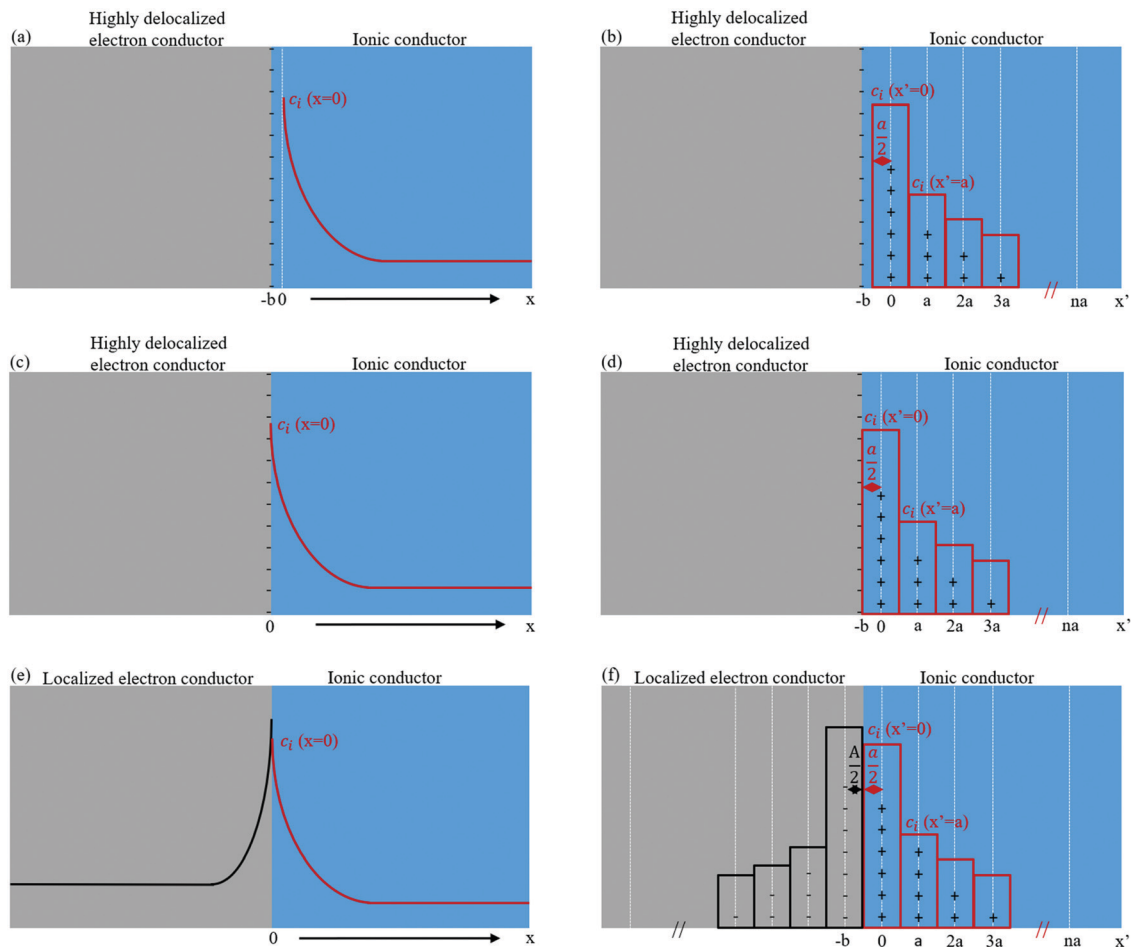 (a)
Highly delocalized
electron conductor
Ionic conductor
c_i (x=0)
-b 0
x
(b)
Highly delocalized
electron conductor
Ionic conductor
c_i (x'=0)
a
2
c_i (x'=a)
+
+
+
+
+
+
+
+
+
+
+
+
-b 0 a 2a 3a // na x'
(c)
Highly delocalized
electron conductor
Ionic conductor
c_i (x=0)
0
x
(d)
Highly delocalized
electron conductor
Ionic conductor
c_i (x'=0)
a
2
c_i (x'=a)
+
+
+
+
+
+
+
+
+
+
+
+
-b 0 a 2a 3a // na x'
(e)
Localized electron conductor
Ionic conductor
c_i (x=0)
0
x
(f)
Localized electron conductor
Ionic conductor
c_i (x'=0)
A
2
a
2
c_i (x'=a)
+
+
+
+
+
+
+
+
+
+
+
+
-
-
-
-
-
-
-
-
-
-
-
-
// -b 0 a 2a 3a // na x'